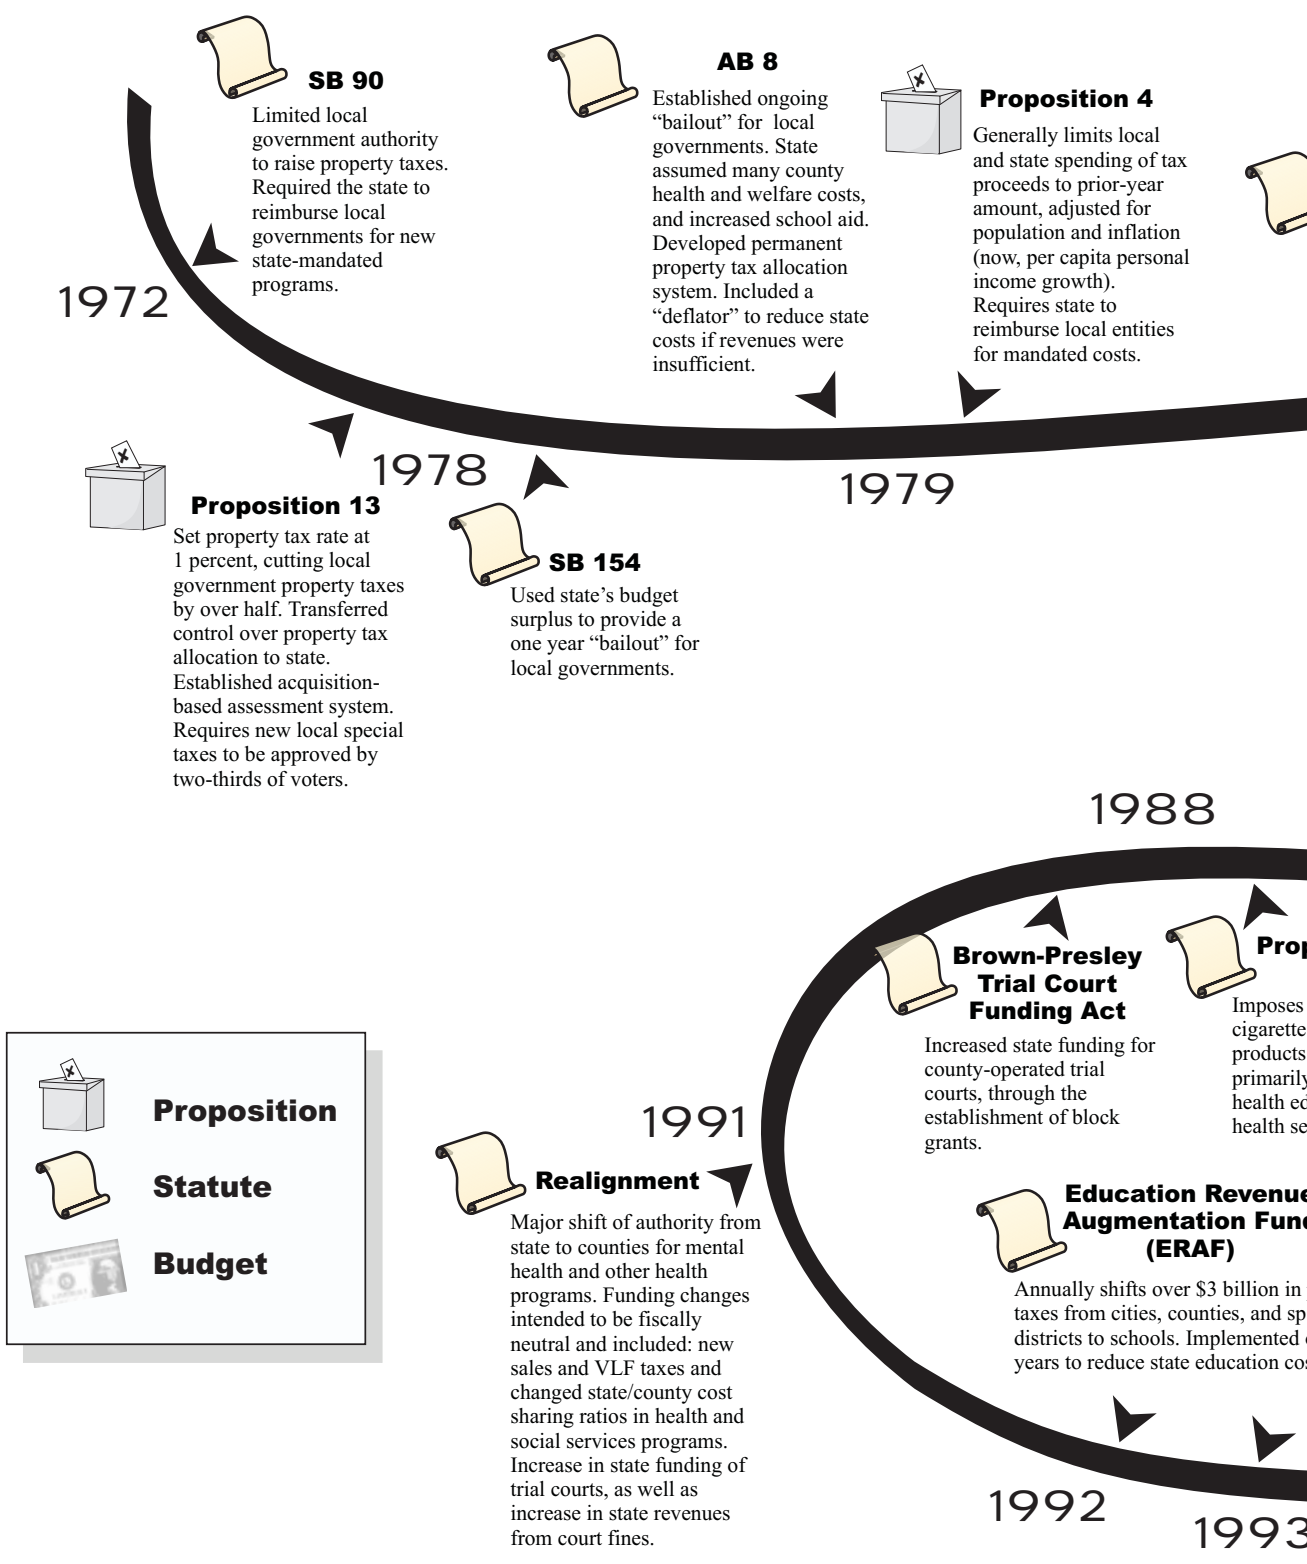 SB 90
Limited local
government authority
to raise property taxes.
Required the state to
reimburse local
governments for new
state-mandated
programs.
1972
AB 8
Established ongoing
“bailout” for local
governments. State
assumed many county
health and welfare costs,
and increased school aid.
Developed permanent
property tax allocation
system. Included a
“deflator” to reduce state
costs if revenues were
insufficient.
Proposition 4
Generally limits local
and state spending of tax
proceeds to prior-year
amount, adjusted for
population and inflation
(now, per capita personal
income growth).
Requires state to
reimburse local entities
for mandated costs.
1978
1979
Proposition 13
Set property tax rate at
1 percent, cutting local
government property taxes
by over half. Transferred
control over property tax
allocation to state.
Established acquisition-
based assessment system.
Requires new local special
taxes to be approved by
two-thirds of voters.
SB 154
Used state’s budget
surplus to provide a
one year “bailout” for
local governments.
1988
Brown-Presley
Trial Court
Funding Act
Increased state funding for
county-operated trial
courts, through the
establishment of block
grants.
Prop
Imposes
cigarette
products
primarily
health ed
health se
Proposition
Statute
Budget
1991
Realignment
Major shift of authority from
state to counties for mental
health and other health
programs. Funding changes
intended to be fiscally
neutral and included: new
sales and VLF taxes and
changed state/county cost
sharing ratios in health and
social services programs.
Increase in state funding of
trial courts, as well as
increase in state revenues
from court fines.
Education Revenue
Augmentation Fund
(ERAF)
Annually shifts over $3 billion in
taxes from cities, counties, and sp
districts to schools. Implemented
years to reduce state education cos
1992
1993